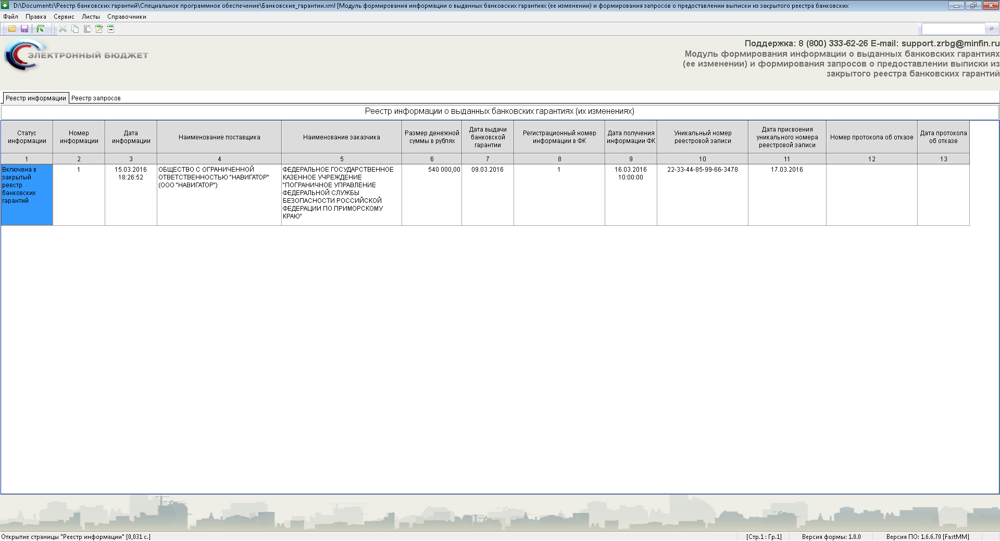 D:\Documents\Реестр банковских гарантий\Специальное программное обеспечение\Банковские_гарантии.xml [Модуль формирования информации о выданных банковских гарантиях (ее изменении) и формирования запросов о предоставлении выписки из закрытого реестра банковских
Файл Правка Сервис Листы Справочники
ЭЛЕКТРОННЫЙ БЮДЖЕТ
Поддержка: 8 (800) 333-62-26 E-mail: support.zrbg@minfin.ru
Модуль формирования информации о выданных банковских гарантиях
(ее изменении) и формирования запросов о предоставлении выписки из
закрытого реестра банковских гарантий
Реестр информации Реестр запросов
Реестр информации о выданных банковских гарантиях (их изменениях)
Статус
информации
Номер
информации
Дата
информации
Наименование поставщика
Наименование заказчика
Размер денежной
суммы в рублях
Дата выдачи
банковской
гарантии
Регистрационный номер
информации в ФК
Дата получения
информации ФК
Уникальный номер
реестровой записи
Дата присвоения
уникального номера
реестровой записи
Номер протокола об отказе
Дата протокола
об отказе
1 2 3 4 5 6 7 8 9 10 11 12 13
Включена в
закрытый
реестр
банковских
гарантий
1
15.03.2016
18:26:52
ОБЩЕСТВО С ОГРАНИЧЕННОЙ
ОТВЕТСТВЕННОСТЬЮ "НАВИГАТОР"
(ООО "НАВИГАТОР")
ФЕДЕРАЛЬНОЕ ГОСУДАРСТВЕННОЕ
КАЗЕННОЕ УЧРЕЖДЕНИЕ
"ПОГРАНИЧНОЕ УПРАВЛЕНИЕ
ФЕДЕРАЛЬНОЙ СЛУЖБЫ
БЕЗОПАСНОСТИ РОССИЙСКОЙ
ФЕДЕРАЦИИ ПО ПРИМОРСКОМУ
КРАЮ"
540 000,00
09.03.2016
1
16.03.2016
10:00:00
22-33-44-85-99-66-3478
17.03.2016
Открытие страницы "Реестр информации" [0,031 с.]
[Стр.1 : Гр.1]
Версия формы: 1.0.0
Версия ПО: 1.6.6.70 [FastMM]